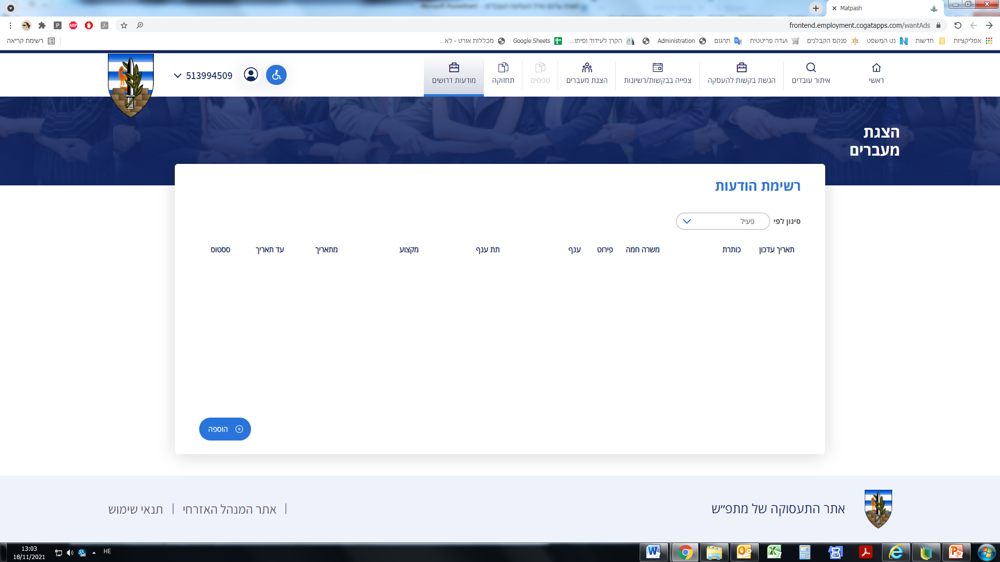 Matpash
frontend.employment.cogatapps.com/wantAds
אפליקציות
חדשות
נט המשפט
פנקס הקבלנים
ועדה פריטטית
תרגום
Administration
הקרן לעידוד ופיתו...
Google Sheets
מכללות אורט - לא...
רשימת קריאה
ראשי
איתור עובדים
הגשת בקשות להעסקה
צפייה בבקשות/רשיונות
הצגת מעברים
טפסים
תחזוקה
מודעות דרושים
513994509
הצגת
מעברים
רשימת הודעות
סינון לפי
פעיל
תאריך עדכון
כותרת
משרה חמה
פירוט
ענף
תת ענף
מקצוע
מתאריך
עד תאריך
ססטוס
הוספה
אתר התעסוקה של מתפ״ש
אתר המנהל האזרחי
תנאי שימוש
HE
13:03
18/11/2021